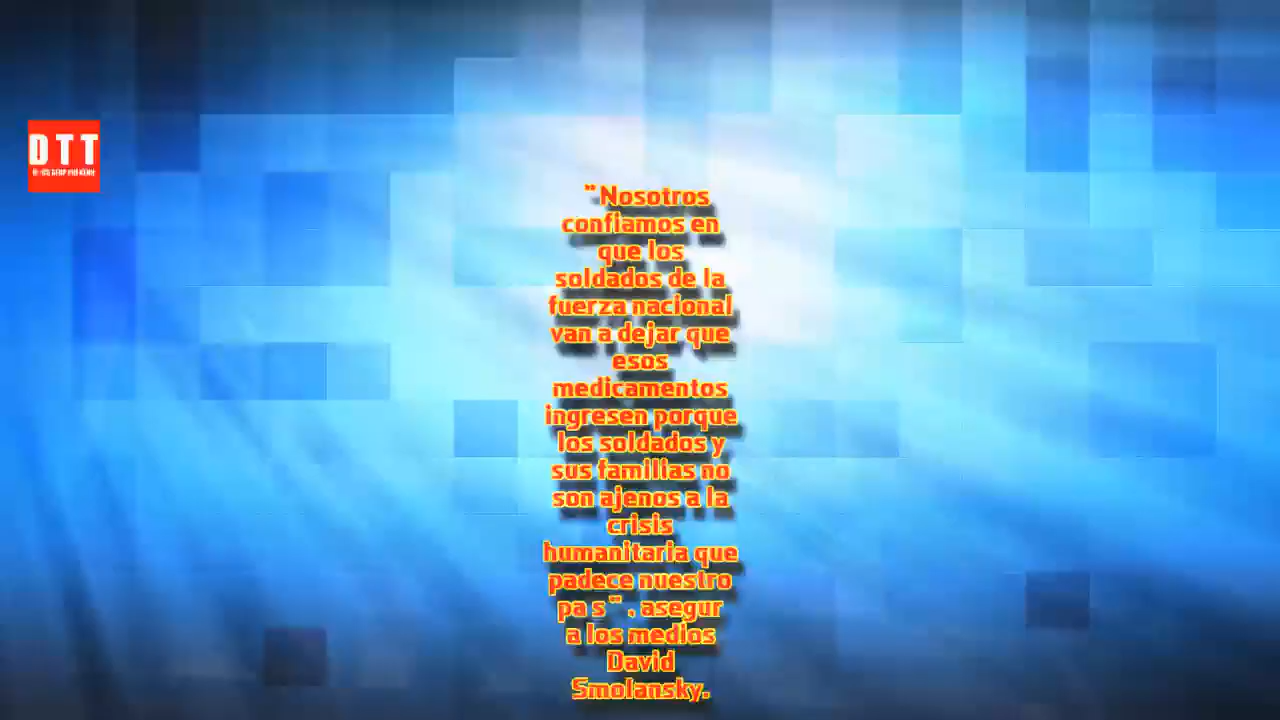 DTT
"Nosotros
confiamos en
que los
soldados de la
fuerza nacional
van a dejar que
esos
medicamentos
ingresen porque
los soldados y
sus familias no
son ajenos a la
crisis
humanitaria que
padece nuestro
pa s", asegur
a los medios
David
Smolansky.